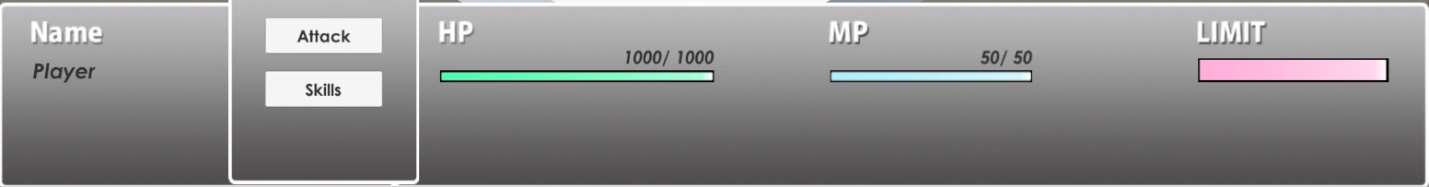 Name
Player
Attack
Skills
HP
1000/ 1000
MP
50/ 50
LIMIT